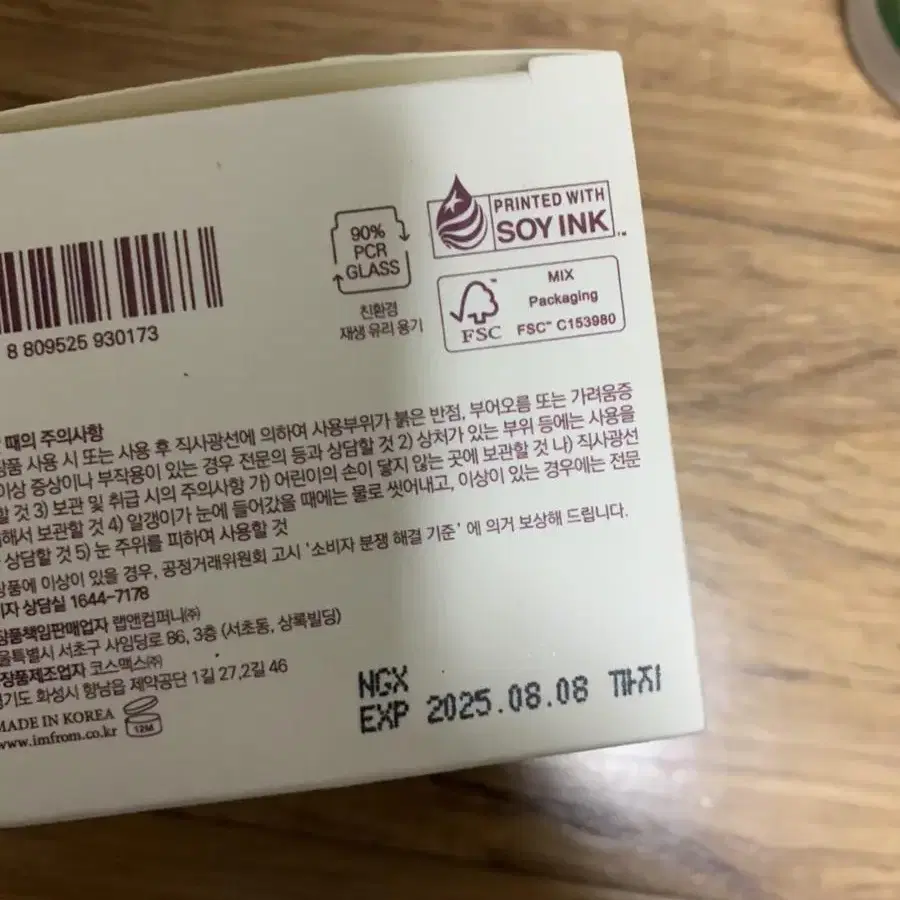 PRINTED WITH
SOY INK
90%
PCR
GLASS
친환경
재생 유리 용기
MIX
Packaging
FSC™ C153980
FSC
8 809525 930173
때의 주의사항
사용 시 또는 사용 후 직사광선에 의하여 사용부위가 붉은 반점, 부어오름 또는 가려움증
이상 증상이나 부작용이 있는 경우 전문의 등과 상담할 것 2) 상처가 있는 부위 등에는 사용을
할 것 3) 보관 및 취급 시의 주의사항 가) 어린이의 손이 닿지 않는 곳에 보관할 것 나) 직사광선
해서 보관할 것 4) 알갱이가 눈에 들어갔을 때에는 물로 씻어내고, 이상이 있는 경우에는 전문
상담할 것 5) 눈 주위를 피하여 사용할 것
품에 이상이 있을 경우, 공정거래위원회 고시 '소비자 분쟁 해결 기준' 에 의거 보상해 드립니다.
자 상담실 1644-7178
장품책임판매업자 랩앤컴퍼니㈜
울특별시 서초구 사임당로 86, 3층 (서초동, 상록빌딩)
장품제조업자 코스맥스㈜
경기도 화성시 향남읍 제약공단 1길 27,2길 46
MADE IN KOREA
www.imfrom.co.kr
12M
NGX
EXP 2025.08.08 까지